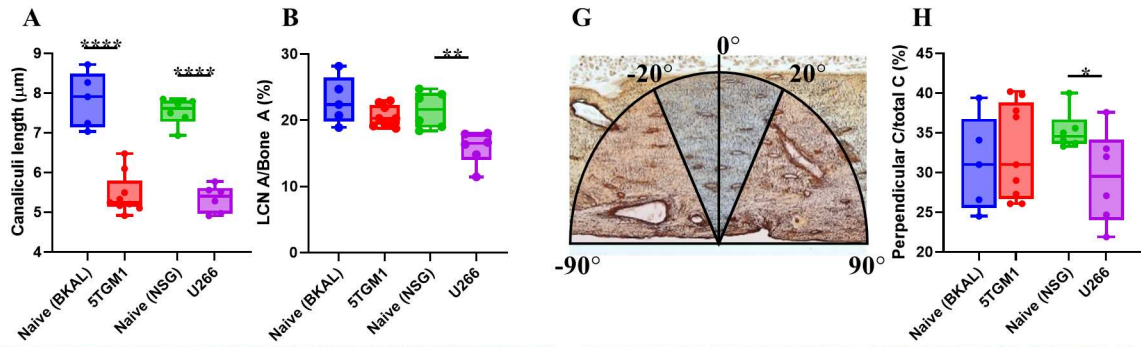 A
Canaliculi length (µm)
9
8
7
6
5
4
****
****
Naive (BKAL)
5TGM1
Naive (NSG)
U266
B
LCN A/Bone A (%)
30
20
10
0
**
Naive (BKAL)
5TGM1
Naive (NSG)
U266
G
0°
-20°
20°
-90°
90°
H
Perpendicular C/total C (%)
45
40
35
30
25
20
*
Naive (BKAL)
5TGM1
Naive (NSG)
U266